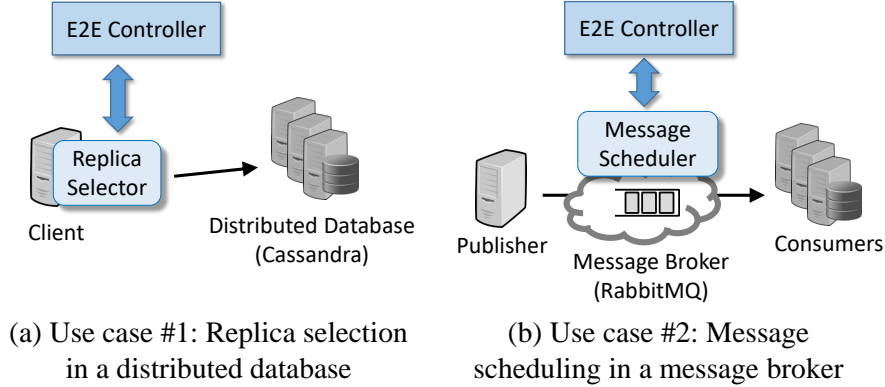 E2E Controller
Replica
Selector
Client
Distributed Database
(Cassandra)
(a) Use case #1: Replica selection
in a distributed database
E2E Controller
Message
Scheduler
Publisher
Message Broker
(RabbitMQ)
Consumers
(b) Use case #2: Message
scheduling in a message broker